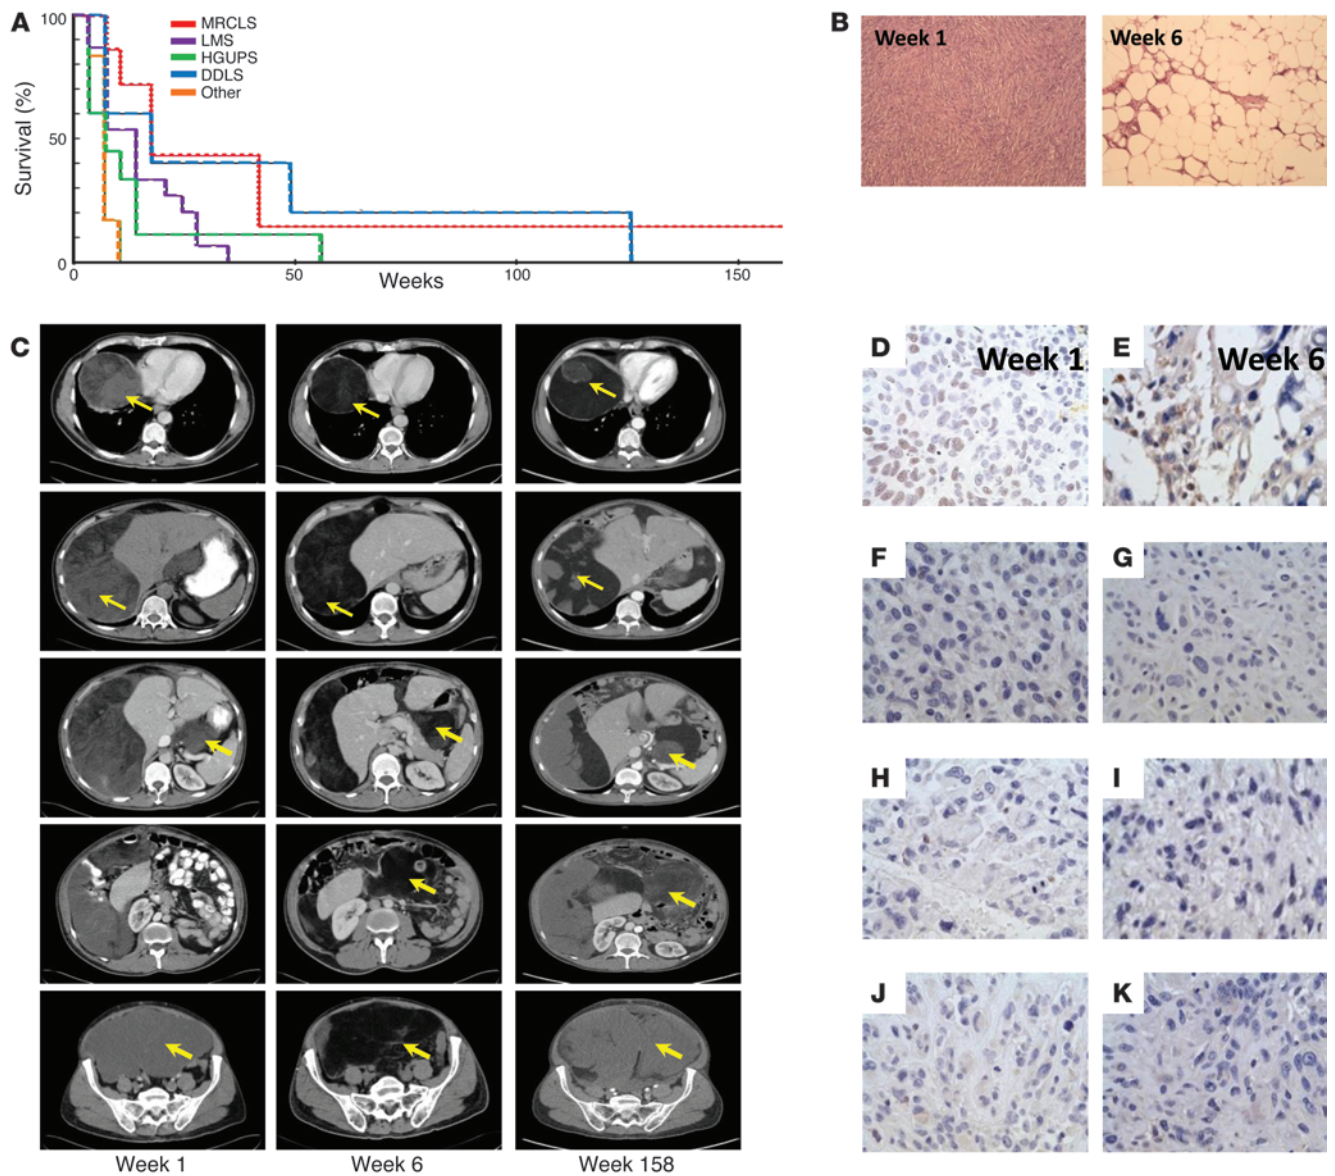 A
100
50
0
Survival (%)
MRCLS
LMS
HGUPS
DDLS
Other
0
50
100
150
Weeks
B
Week 1
Week 6
C
Week 1
Week 6
Week 158
D
Week 1
E
Week 6
F
G
H
I
J
K